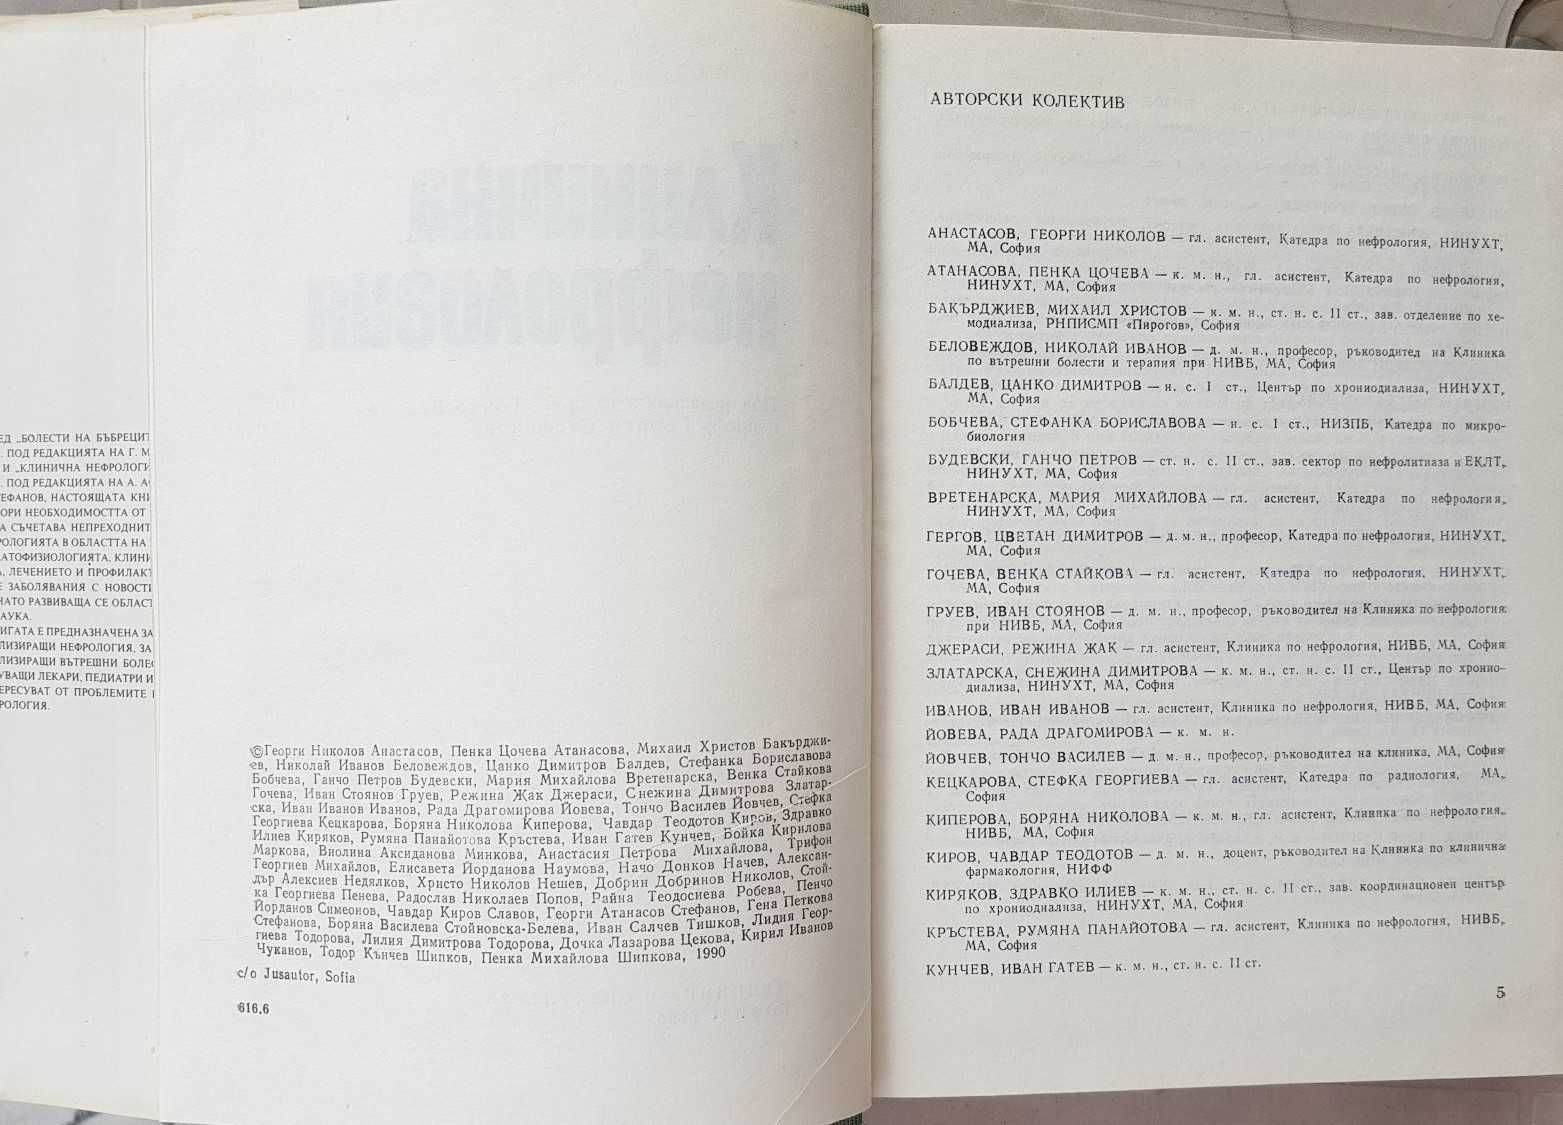 ЕД „БОЛЕСТИ НА БЪБРЕЦИТ
. ПОД РЕДАКЦИЯТА НА Г. М
И „КЛИНИЧНА НЕФРОЛОГИ
. ПОД РЕДАКЦИЯТА НА А. А
ТЕФАНОВ, НАСТОЯЩАТА КНИ
ОРИ НЕОБХОДИМОСТТА ОТ
А СЪЧЕТАВА НЕПРЕХОДНИТ
РОЛОГИЯТА В ОБЛАСТТА НА
АТОФИЗИОЛОГИЯТА, КЛИНИ
А, ЛЕЧЕНИЕТО И ПРОФИЛАКТ
Е ЗАБОЛЯВАНИЯ С НОВОСТИ
НАТО РАЗВИВАЩА СЕ ОБЛАСТ
АУКА.
ИГАТА Е ПРЕДНАЗНАЧЕНА ЗА
ЛИЗИРАЩИ НЕФРОЛОГИЯ, ЗА
ЛИЗИРАЩИ ВЪТРЕШНИ БОЛЕС
УВАЩИ ЛЕКАРИ, ПЕДИАТРИ И
ЕРЕСУВАТ ОТ ПРОБЛЕМИТЕ
РОЛОГИЯ.
©Георги Николов Анастасов, Пенка Цочева Атанасова, Михаил Христов Бакърджи-
ев, Николай Иванов Беловеждов, Цанко Димитров Балдев, Стефанка Бориславова
Бобчева, Ганчо Петров Будевски, Мария Михайлова Вретенарска, Венка Стайкова
Гочева, Иван Стоянов Груев, Режина Жак Джераси, Снежина Димитрова Златар-
ска, Иван Иванов Иванов, Рада Драгомирова Йовева, Тончо Василев Йовчев, Стефка
Георгиева Кецкарова, Боряна Николова Киперова, Чавдар Теодотов Киров, Здравко
Илиев Киряков, Румяна Панайотова Кръстева, Иван Гатев Кунчев, Бойка Кирилова
Маркова, Виолина Аксиданова Минкова, Анастасия Петрова Михайлова, Трифон
Георгиев Михайлов, Елисавета Йорданова Наумова, Начо Донков Начев, Алексан-
дър Алексиев Недялков, Христо Николов Нешев, Добрин Добринов Николов, Стой-
ка Георгиева Пенева, Радослав Николаев Попов, Райна Теодосиева Робева, Пенчо
Йорданов Симеонов, Чавдар Киров Славов, Георги Атанасов Стефанов, Гена Петкова
Стефанова, Боряна Василева Стойновска-Белева, Иван Салчев Тишков, Лидия Геор-
гиева Тодорова, Лилия Димитрова Тодорова, Дочка Лазарова Цекова, Кирил Иванов
Чуканов, Тодор Кънчев Шипков, Пенка Михайлова Шипкова, 1990
c/o Jusautor, Sofia
616.6
АВТОРСКИ КОЛЕКТИВ
АНАСТАСОВ, ГЕОРГИ НИКОЛОВ — гл. асистент, Катедра по нефрология, НИНУХТ,
МА, София
АТАНАСОВА, ПЕНКА ЦОЧЕВА — к. м. н., гл. асистент, Катедра по нефрология,
НИНУХТ, МА, София
БАКЪРДЖИЕВ, МИХАИЛ ХРИСТОВ — к. м. н., ст. н. с. II ст., зав. отделение по хе-
модиализа, РНПИСМП «Пирогов», София
БЕЛОВЕЖДОВ, НИКОЛАЙ ИВАНОВ — д. м. н., професор, ръководител на Клиника
по вътрешни болести и терапия при НИВБ, МА, София
БАЛДЕВ, ЦАНКО ДИМИТРОВ — н. с. I ст., Център по хрониодиализа, НИНУХТ,
МА, София
БОБЧЕВА, СТЕФАНКА БОРИСЛАВОВА — н. с. I ст., НИЗПБ, Катедра по микро-
биология
БУДЕВСКИ, ГАНЧО ПЕТРОВ — ст. н. с. II ст., зав. сектор по нефролитиаза и ЕКЛТ,
НИНУХТ, МА, София
ВРЕТЕНАРСКА, МАРИЯ МИХАЙЛОВА — гл. асистент, Катедра по нефрология,
НИНУХТ, МА, София
ГЕРГОВ, ЦВЕТАН ДИМИТРОВ — д. м. н., професор, Катедра по нефрология, НИНУХТ,
МА, София
ГОЧЕВА, ВЕНКА СТАЙКОВА — гл. асистент, Катедра по нефрология, НИНУХТ,
МА, София
ГРУЕВ, ИВАН СТОЯНОВ — д. м. н., професор, ръководител на Клиника по нефрология
при НИВБ, МА, София
ДЖЕРАСИ, РЕЖИНА ЖАК — гл. асистент, Клиника по нефрология, НИВБ, МА, София
ЗЛАТАРСКА, СНЕЖИНА ДИМИТРОВА — к. м. н., ст. н. с. II ст., Център по хронио-
диализа, НИНУХТ, МА, София
ИВАНОВ, ИВАН ИВАНОВ — гл. асистент, Клиника по нефрология, НИВБ, МА, София
ЙОВЕВА, РАДА ДРАГОМИРОВА — к. м. н.
ЙОВЧЕВ, ТОНЧО ВАСИЛЕВ — д. м. н., професор, ръководител на клиника, МА, София
КЕЦКАРОВА, СТЕФКА ГЕОРГИЕВА — гл. асистент, Катедра по радиология, МА,
София
КИПЕРОВА, БОРЯНА НИКОЛОВА — к. м. н., гл. асистент, Клиника по нефрология,
НИВБ, МА, София
КИРОВ, ЧАВДАР ТЕОДОТОВ — д. м. н., доцент, ръководител на Клиника по клинична
фармакология, НИФФ
КИРЯКОВ, ЗДРАВКО ИЛИЕВ — к. м. н., ст. н. с. II ст., зав. координационен център
по хрониодиализа, НИНУХТ, МА, София
КРЪСТЕВА, РУМЯНА ПАНАЙОТОВА — гл. асистент, Клиника по нефрология, НИВБ,
МА, София
КУНЧЕВ, ИВАН ГАТЕВ — к. м. н., ст. н. с. II ст.
5